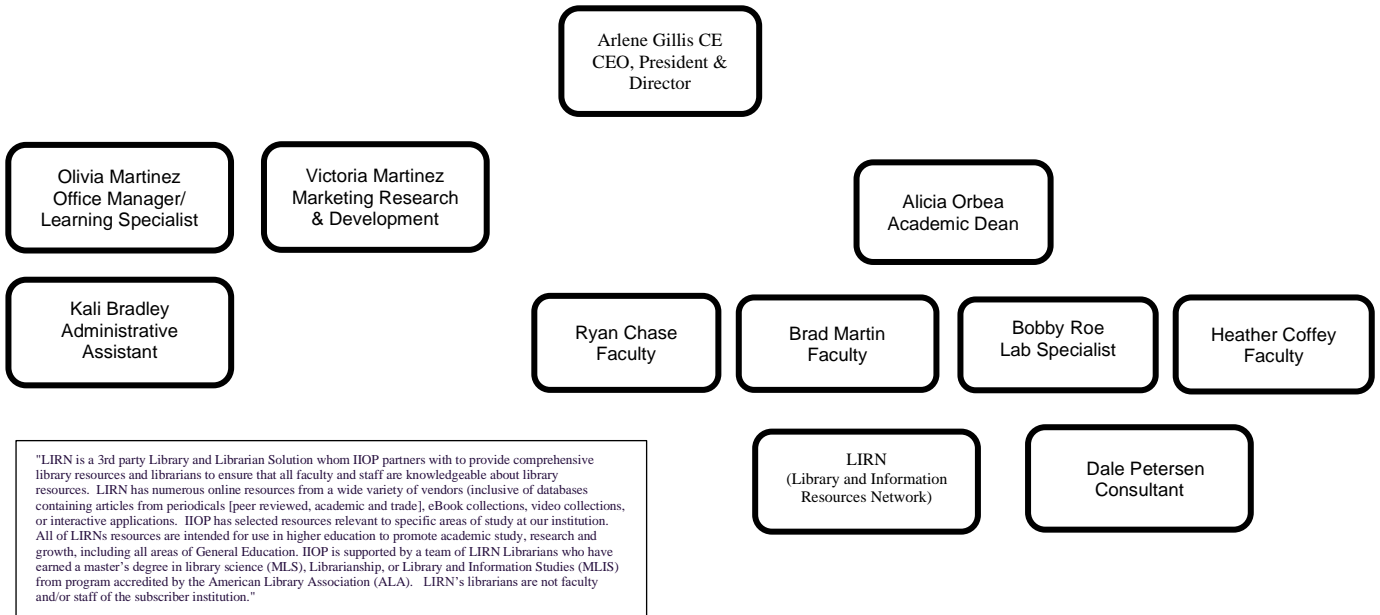 Arlene Gillis CE
CEO, President &
Director
Olivia Martinez
Office Manager/
Learning Specialist
Victoria Martinez
Marketing Research
& Development
Alicia Orbea
Academic Dean
Kali Bradley
Administrative
Assistant
Ryan Chase
Faculty
Brad Martin
Faculty
Bobby Roe
Lab Specialist
Heather Coffey
Faculty
LIRN
(Library and Information
Resources Network)
Dale Petersen
Consultant
"LIRN is a 3rd party Library and Librarian Solution whom IIOP partners with to provide comprehensive
library resources and librarians to ensure that all faculty and staff are knowledgeable about library
resources.  LIRN has numerous online resources from a wide variety of vendors (inclusive of databases
containing articles from periodicals [peer reviewed, academic and trade], eBook collections, video collections,
or interactive applications.  IIOP has selected resources relevant to specific areas of study at our institution.
All of LIRNs resources are intended for use in higher education to promote academic study, research and
growth, including all areas of General Education. IIOP is supported by a team of LIRN Librarians who have
earned a master's degree in library science (MLS), Librarianship, or Library and Information Studies (MLIS)
from program accredited by the American Library Association (ALA).   LIRN's librarians are not faculty
and/or staff of the subscriber institution."